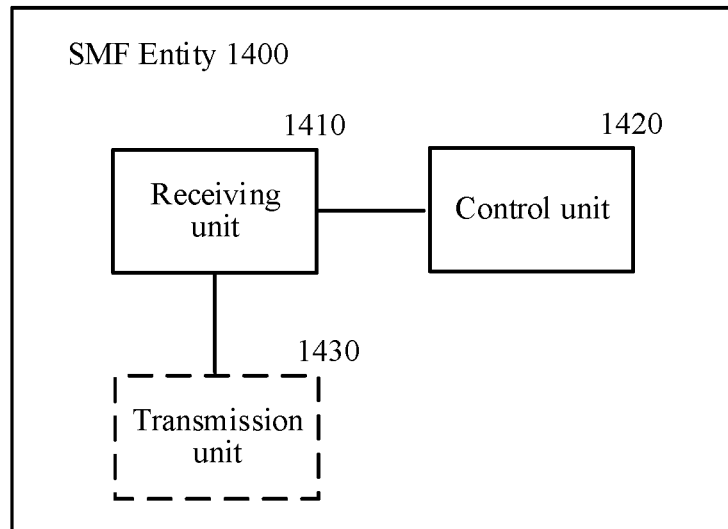 SMF Entity 1400
1410
1420
Receiving
unit
Control unit
1430
Transmission
unit